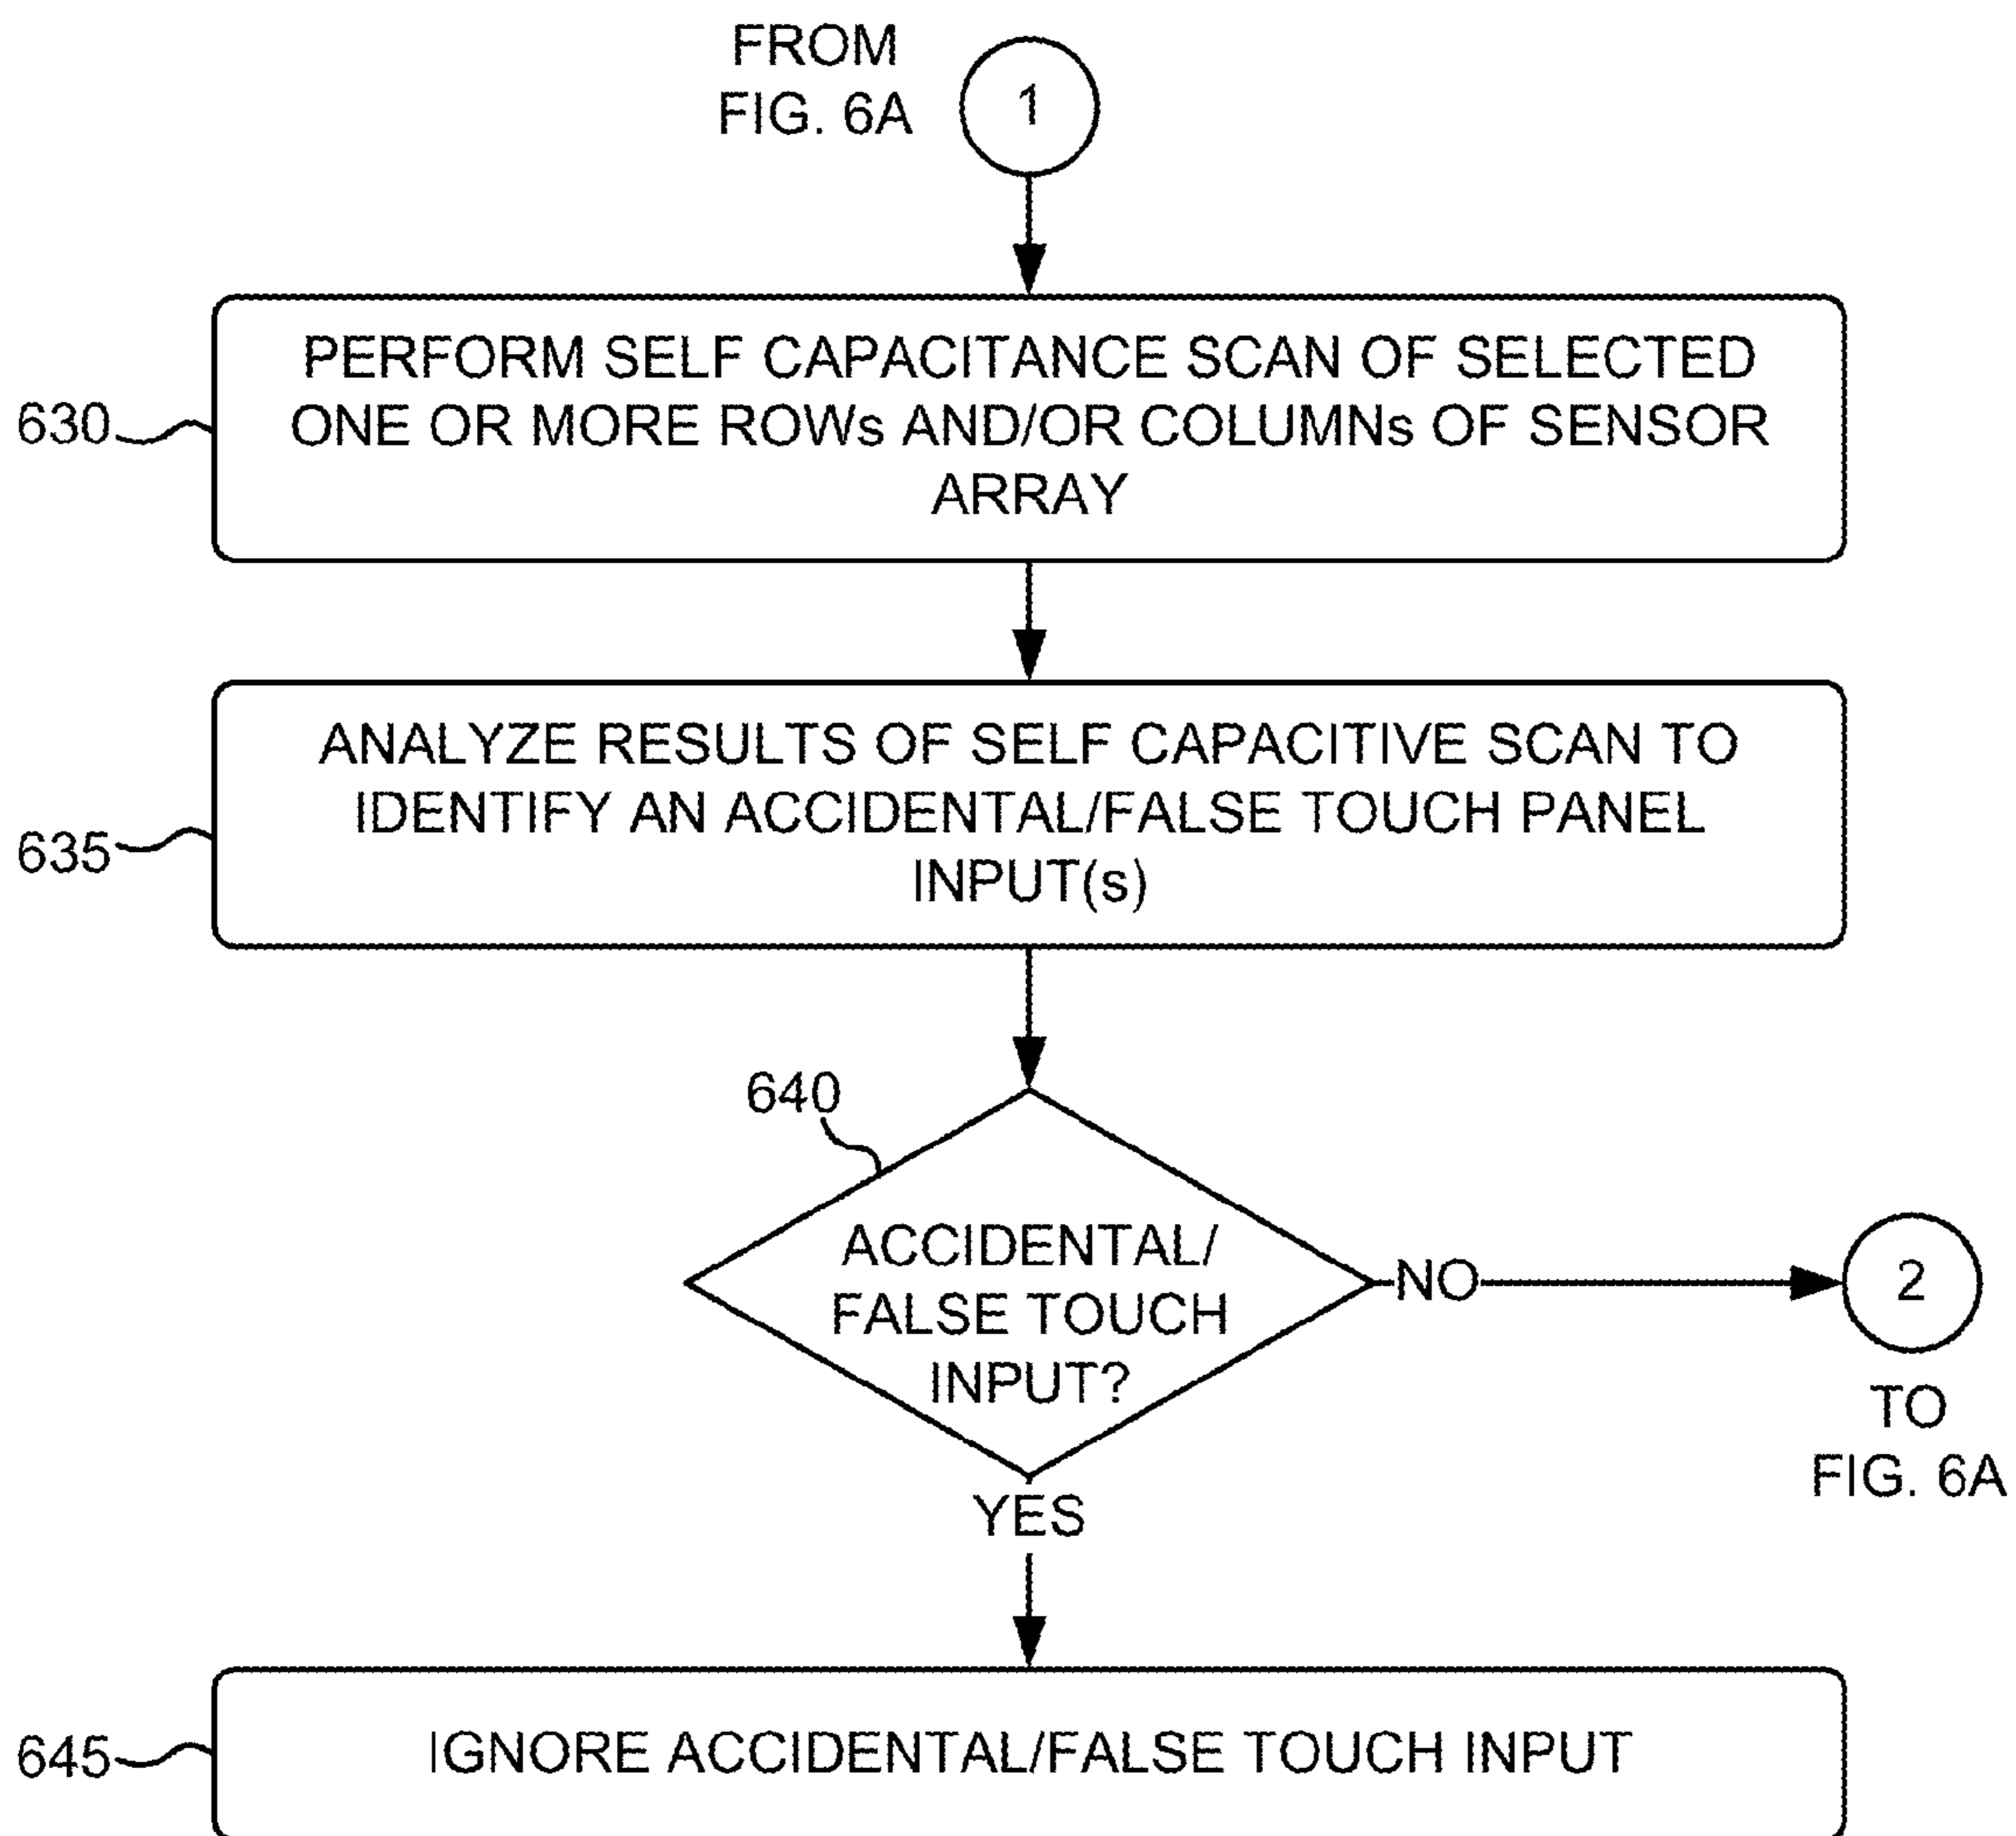 FROM
FIG. 6A
1
PERFORM SELF CAPACITANCE SCAN OF SELECTED
ONE OR MORE ROWs AND/OR COLUMNs OF SENSOR
ARRAY
630
ANALYZE RESULTS OF SELF CAPACITIVE SCAN TO
IDENTIFY AN ACCIDENTAL/FALSE TOUCH PANEL
INPUT(s)
635
640
ACCIDENTAL/
FALSE TOUCH
INPUT?
NO
2
TO
FIG. 6A
YES
645
IGNORE ACCIDENTAL/FALSE TOUCH INPUT